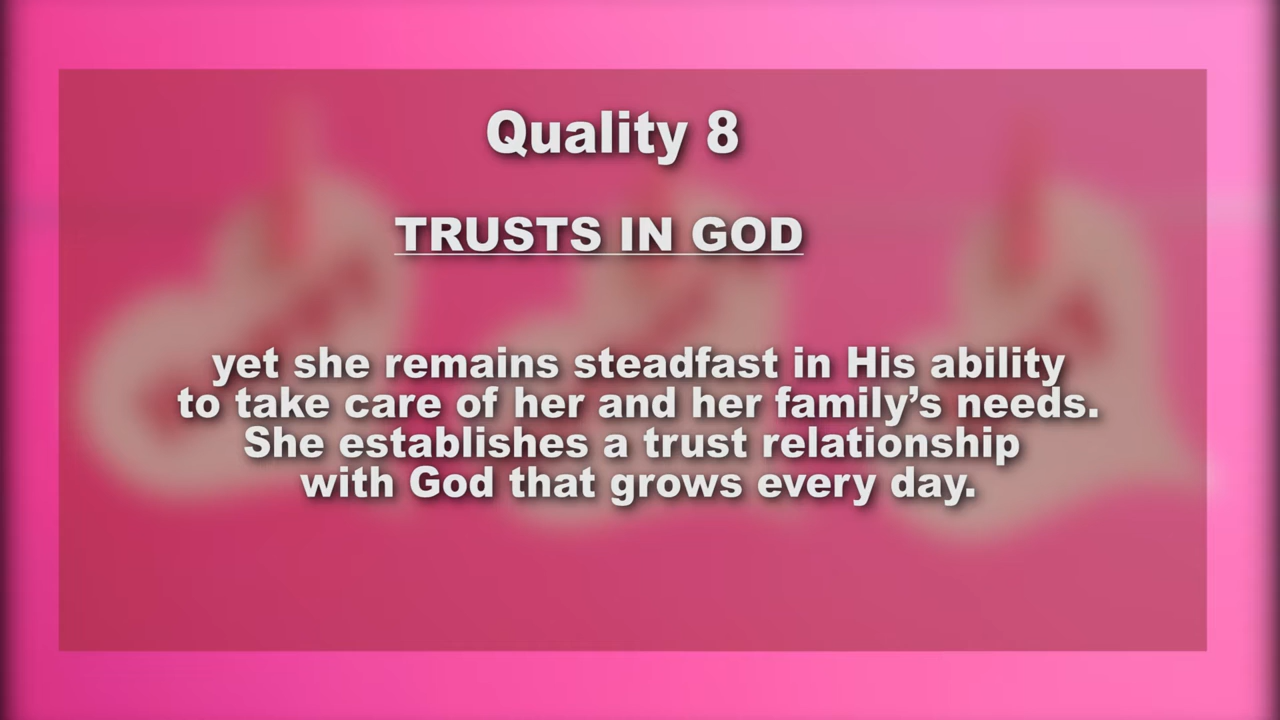 Quality 8
TRUSTS IN GOD
yet she remains steadfast in His ability
to take care of her and her family’s needs.
She establishes a trust relationship
with God that grows every day.